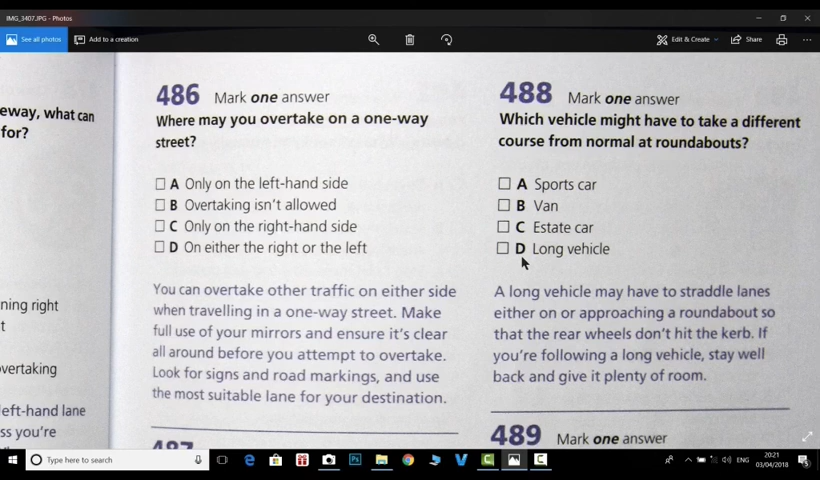 IMG_3407.JPG - Photos
See all photos
Add to a creation
Edit & Create
Share
eway, what can
for?
ning right
t
vertaking
left-hand lane
ss you're
486 Mark one answer
Where may you overtake on a one-way
street?
A Only on the left-hand side
B Overtaking isn't allowed
C Only on the right-hand side
D On either the right or the left
You can overtake other traffic on either side
when travelling in a one-way street. Make
full use of your mirrors and ensure it's clear
all around before you attempt to overtake.
Look for signs and road markings, and use
the most suitable lane for your destination.
487
488 Mark one answer
Which vehicle might have to take a different
course from normal at roundabouts?
A Sports car
B Van
C Estate car
D Long vehicle
A long vehicle may have to straddle lanes
either on or approaching a roundabout so
that the rear wheels don't hit the kerb. If
you're following a long vehicle, stay well
back and give it plenty of room.
489 Mark one answer
Type here to search
ENG
20:21
03/04/2018